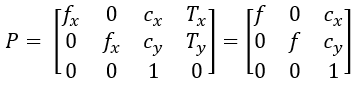 P = [f_x 0 c_x T_x] = [f 0 c_x]
[0 f_x c_y T_y] [0 f c_y]
[0 0 1 0] [0 0 1]